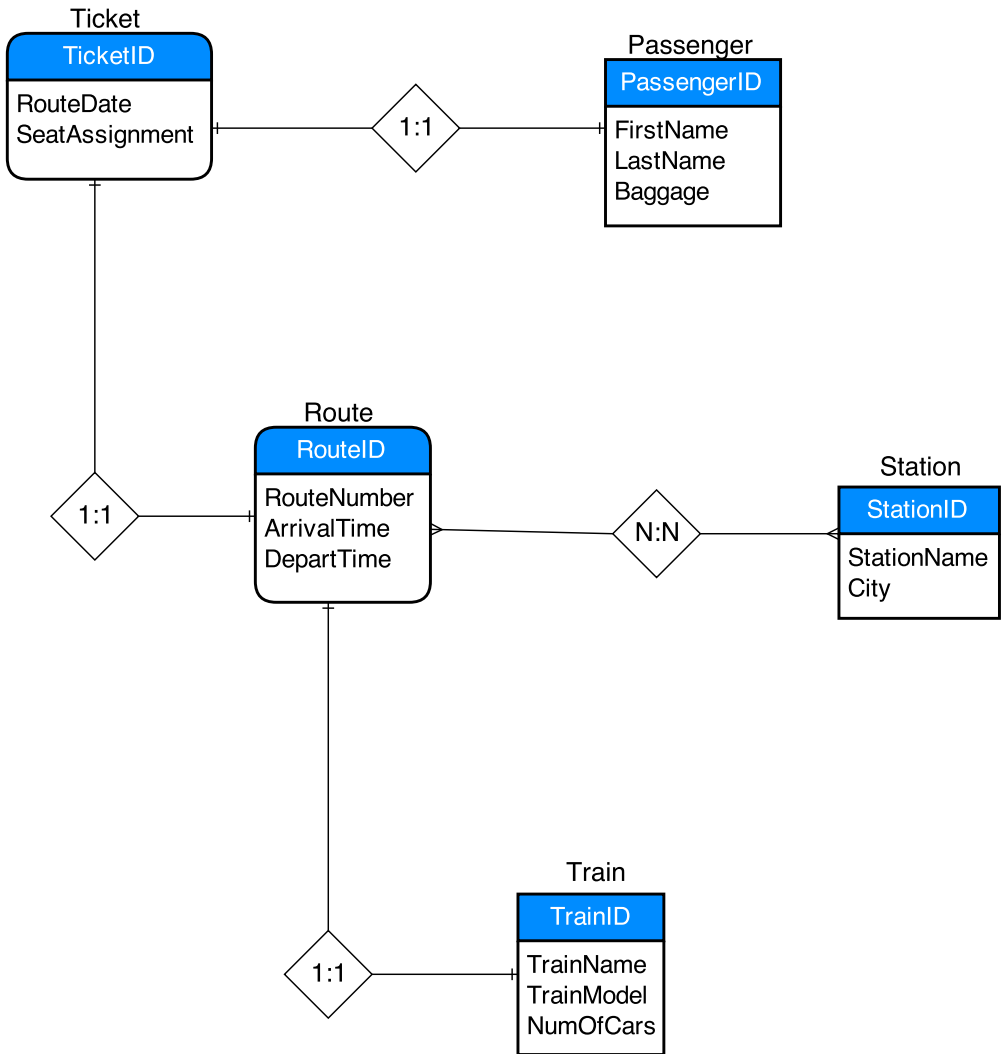 Ticket
TicketID
RouteDate
SeatAssignment
1:1
Passenger
PassengerID
FirstName
LastName
Baggage
1:1
Route
RouteID
RouteNumber
ArrivalTime
DepartTime
N:N
Station
StationID
StationName
City
1:1
Train
TrainID
TrainName
TrainModel
NumOfCars